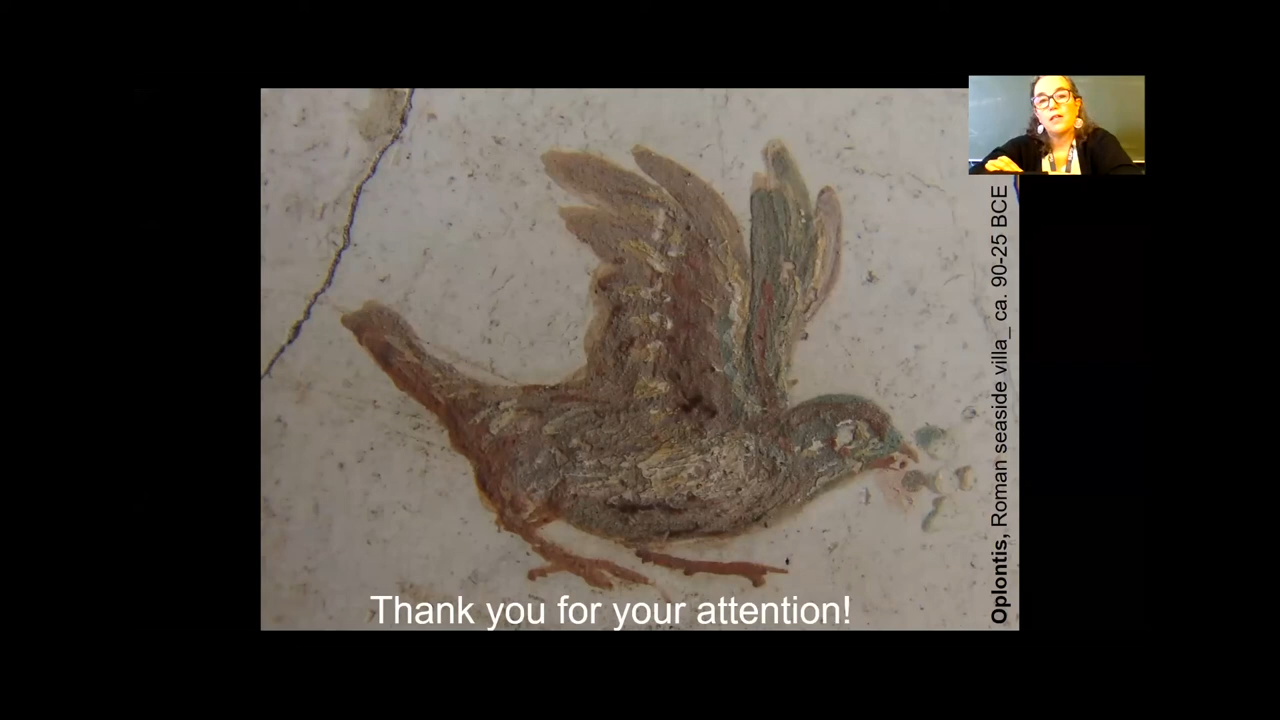 Oplontis, Roman seaside villa_ ca. 90-25 BCE
Thank you for your attention!